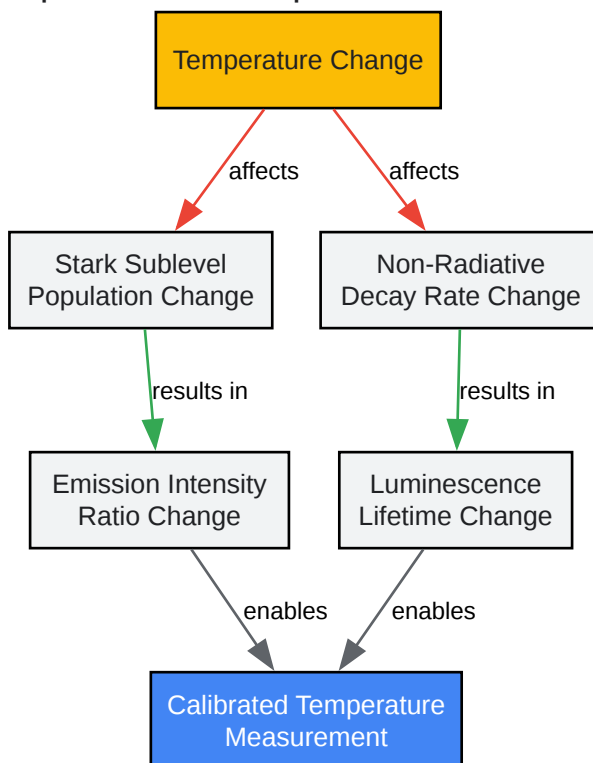 Temperature Change
affects
affects
Stark Sublevel
Population Change
Non-Radiative
Decay Rate Change
results in
results in
Emission Intensity
Ratio Change
Luminescence
Lifetime Change
enables
enables
Calibrated Temperature
Measurement